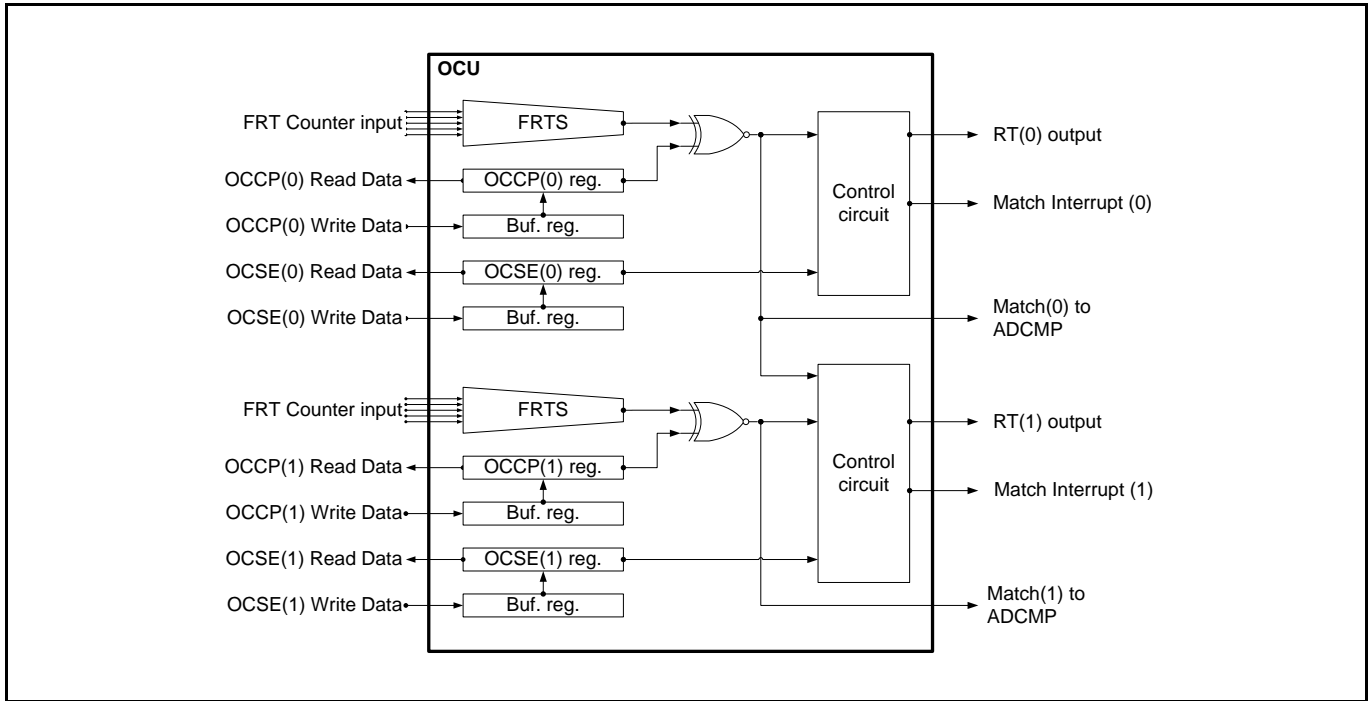 OCU
FRT Counter input
FRTS
OCCP(0) Read Data
OCCP(0) reg.
OCCP(0) Write Data
Buf. reg.
OCSE(0) Read Data
OCSE(0) reg.
OCSE(0) Write Data
Buf. reg.
Control
circuit
RT(0) output
Match Interrupt (0)
Match(0) to
ADCMP
FRT Counter input
FRTS
OCCP(1) Read Data
OCCP(1) reg.
OCCP(1) Write Data
Buf. reg.
OCSE(1) Read Data
OCSE(1) reg.
OCSE(1) Write Data
Buf. reg.
Control
circuit
RT(1) output
Match Interrupt (1)
Match(1) to
ADCMP